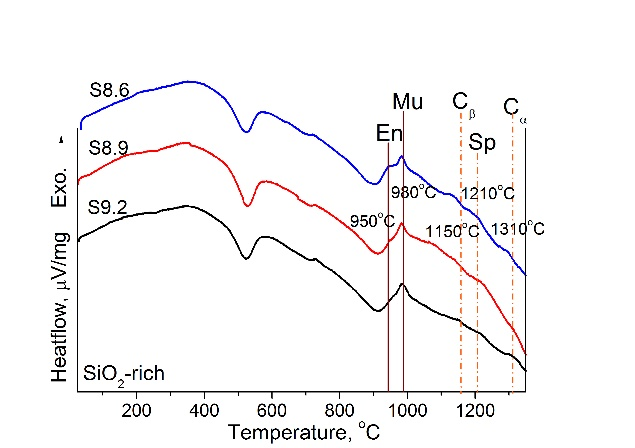 S8.6
S8.9
S9.2
En
Mu
Cβ
Sp
Cα
950°C
980°C
1150°C
1210°C
1310°C
Heatflow, μV/mg Exo.
SiO₂-rich
200 400 600 800 1000 1200
Temperature, °C